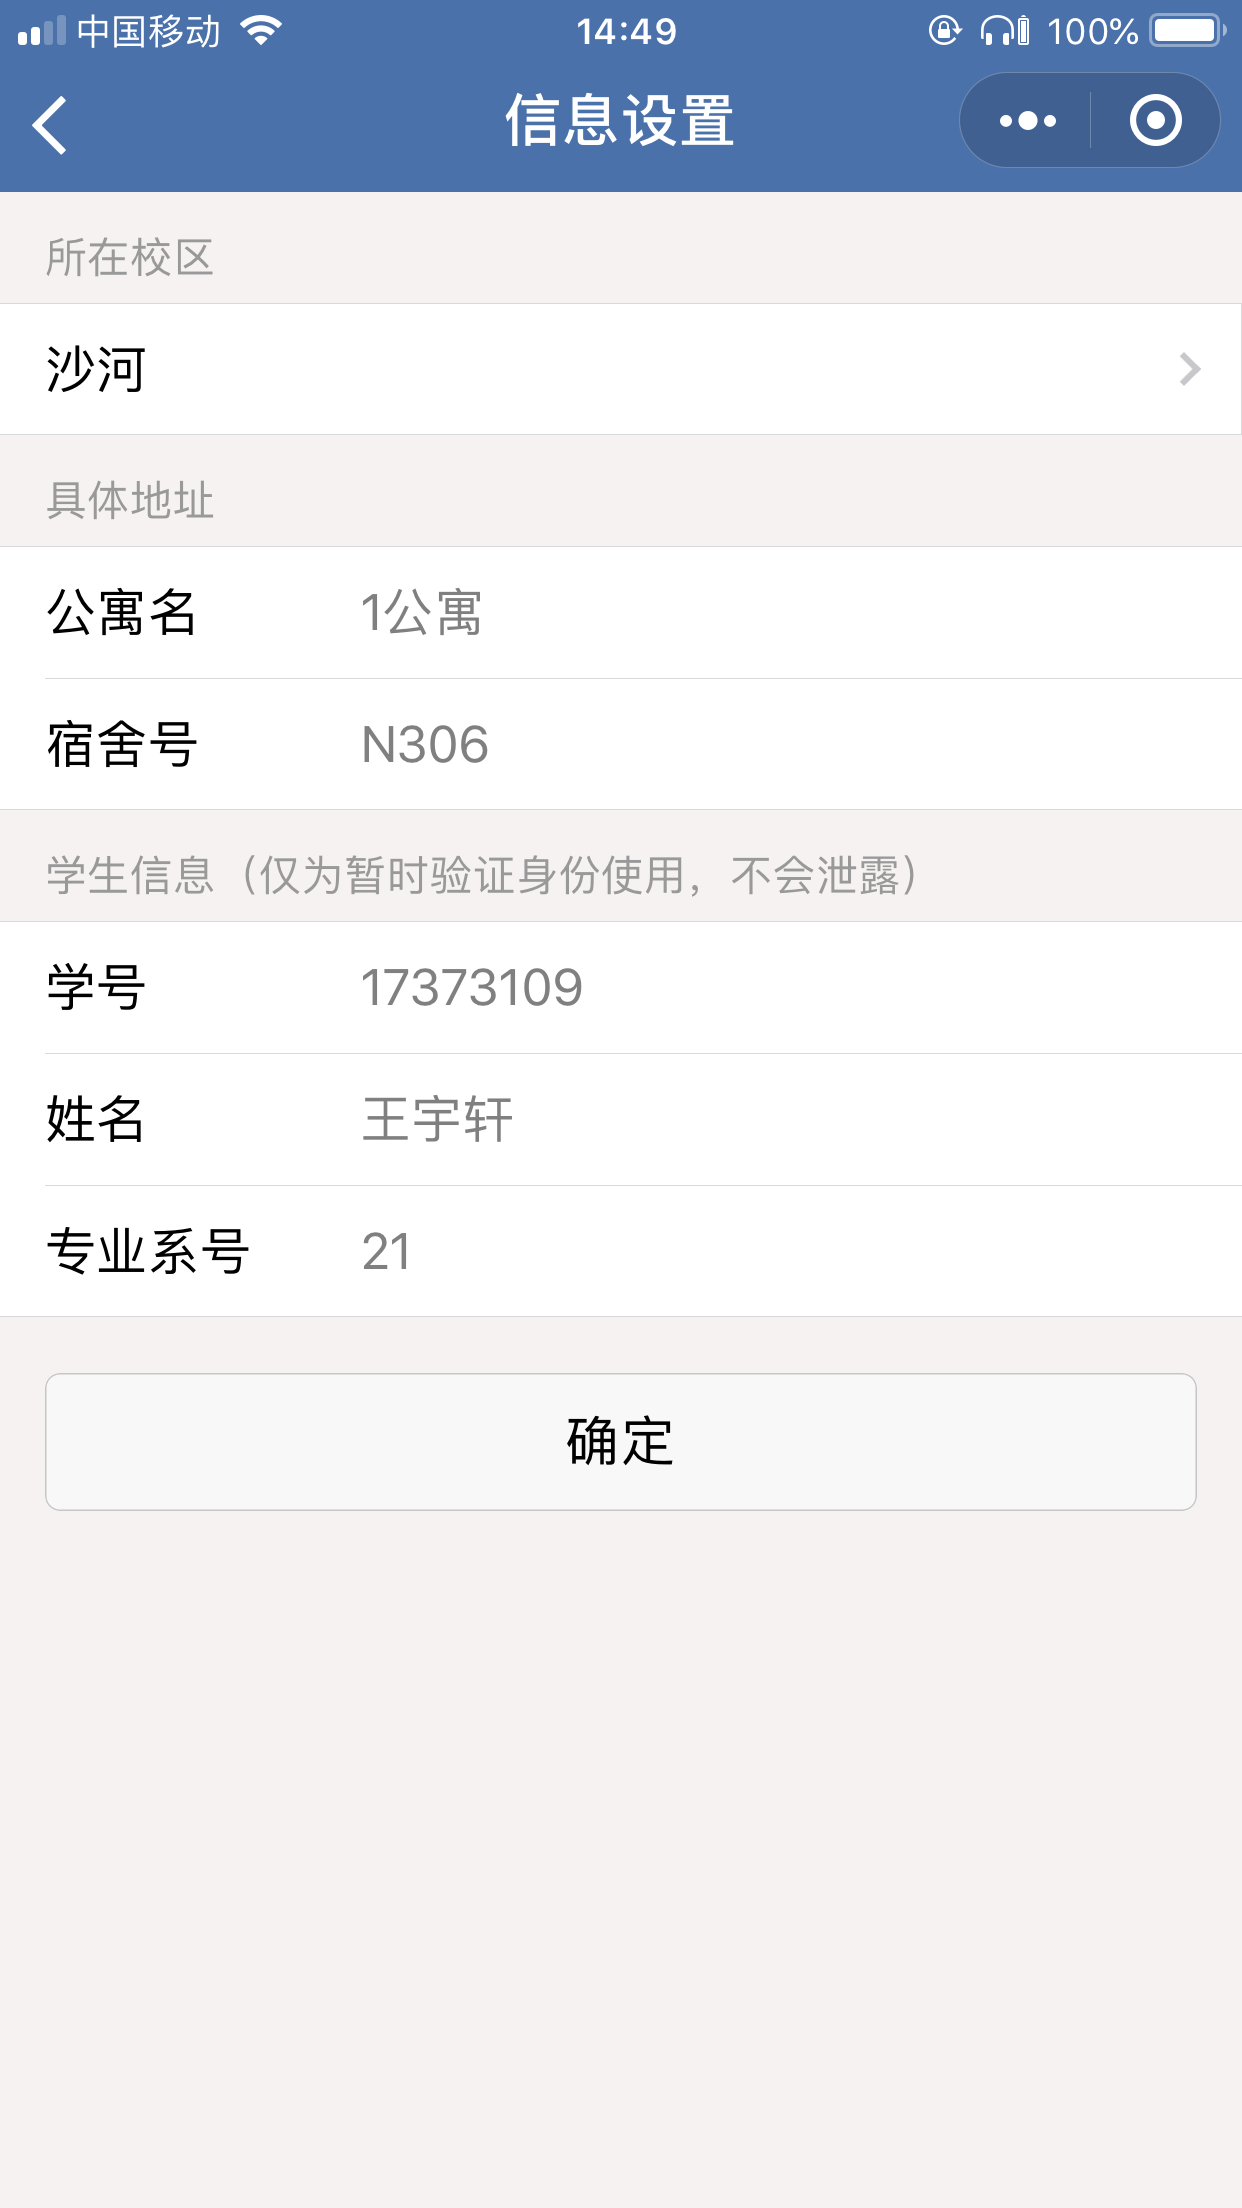 中国移动 14:49 100%
信息设置
所在校区
沙河
具体地址
公寓名 1公寓
宿舍号 N306
学生信息（仅为暂时验证身份使用，不会泄露）
学号 17373109
姓名 王宇轩
专业系号 21
确定